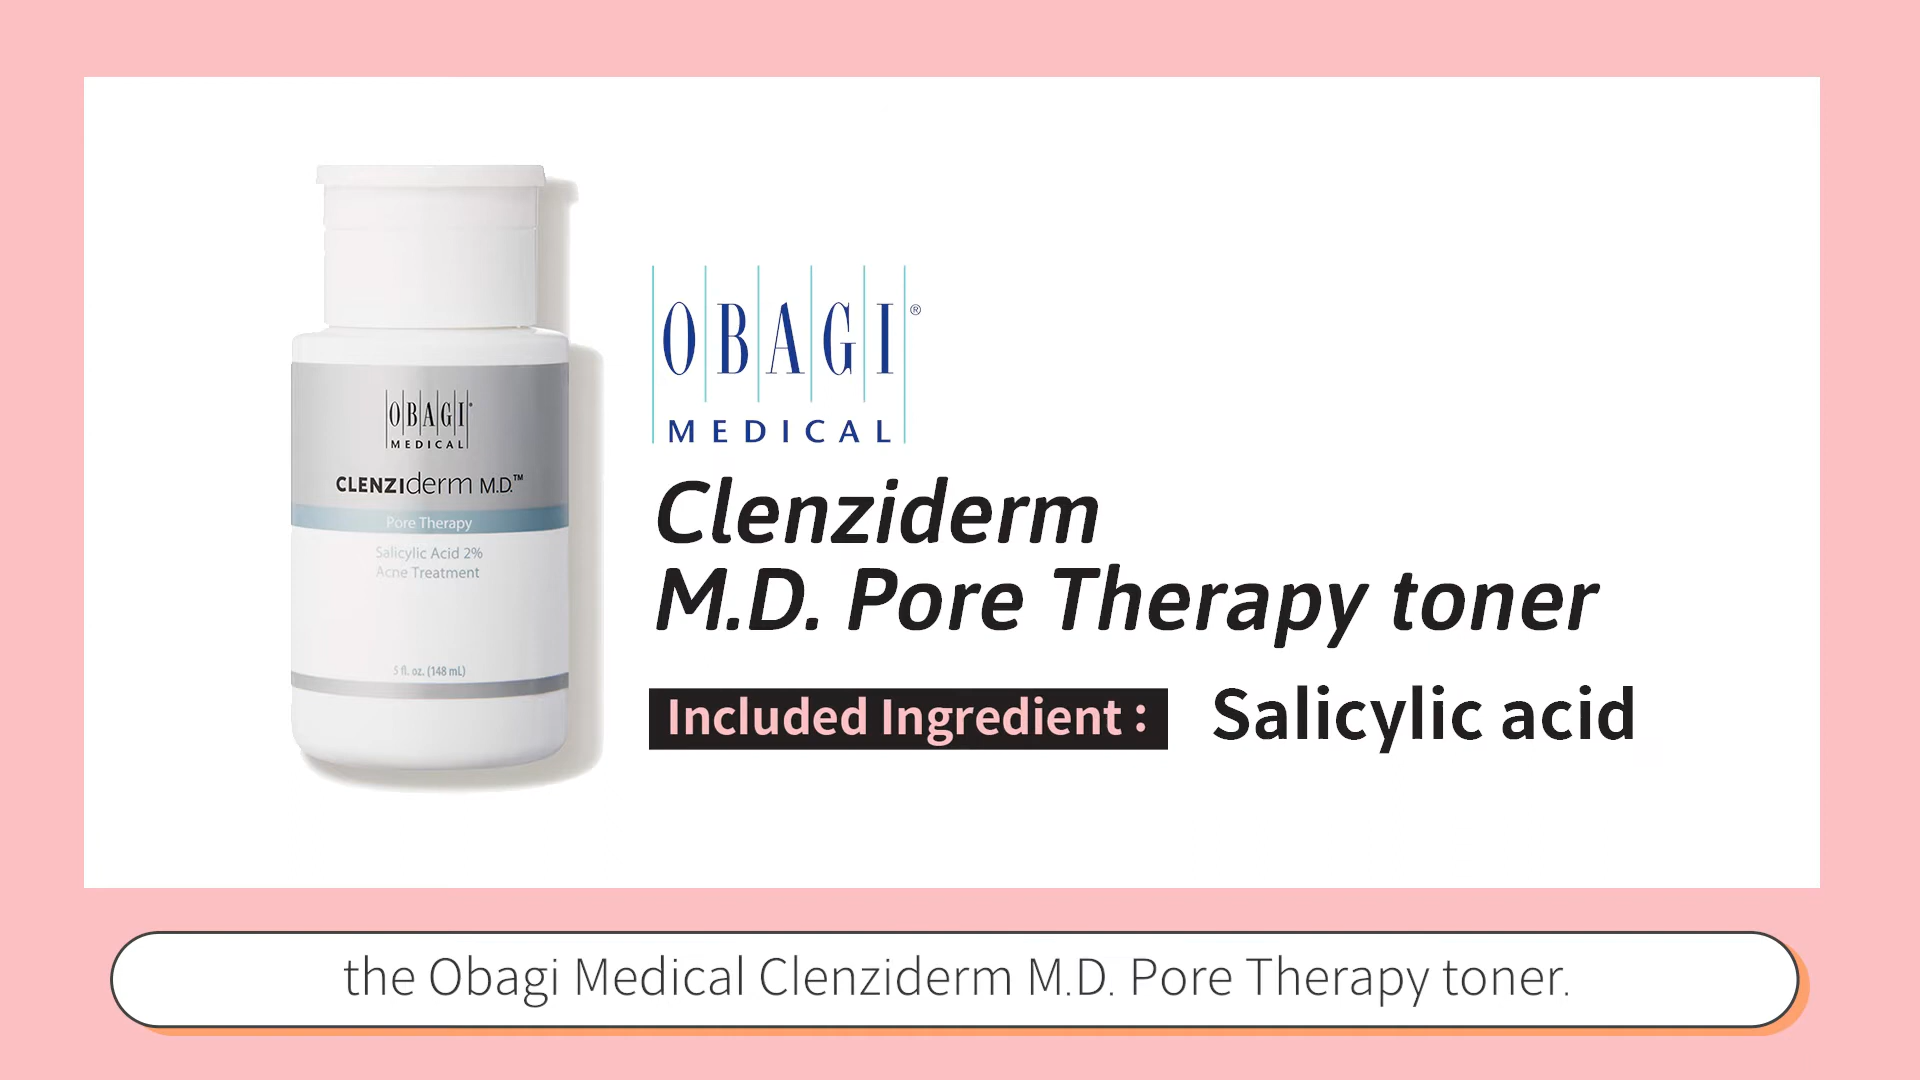 OBAGI®
MEDICAL
CLENZIderm M.D.™
Pore Therapy
Salicylic Acid 2%
Acne Treatment
5 fl. oz. (148 mL)
OBAGI®
MEDICAL
Clenziderm
M.D. Pore Therapy toner
Included Ingredient : Salicylic acid
the Obagi Medical Clenziderm M.D. Pore Therapy toner.